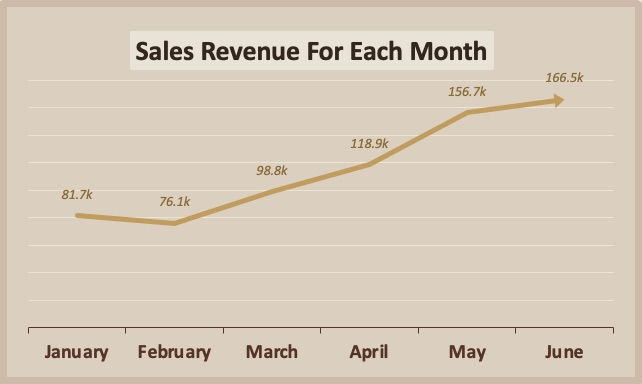 Sales Revenue For Each Month
81.7k
76.1k
98.8k
118.9k
156.7k
166.5k
January February March April May June